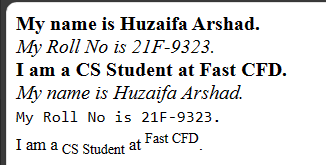 My name is Huzaifa Arshad.
My Roll No is 21F-9323.
I am a CS Student at Fast CFD.
My name is Huzaifa Arshad.
My Roll No is 21F-9323.
I am a CS Student at Fast CFD.